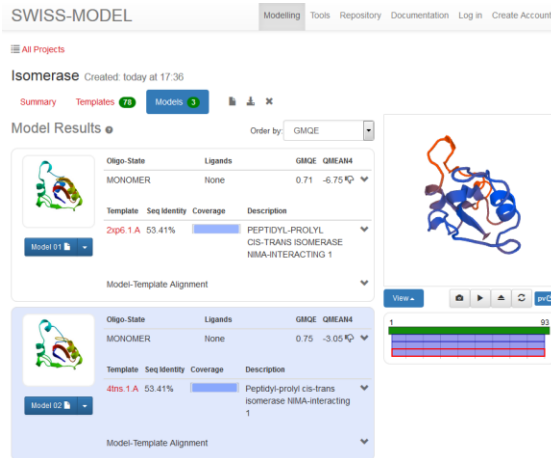 SWISS-MODEL
Modelling Tools Repository Documentation Log in Create Account
All Projects
Isomerase Created: today at 17:36
Summary Templates 78 Models 3
Model Results
Order by: GMQE
Oligo-State Ligands GMQE QMEAN4
MONOMER None 0.71 -6.75
Template Seq Identity Coverage Description
2xp6.1.A 53.41% PEPTIDYL-PROLYL
CIS-TRANS ISOMERASE
NIMA-INTERACTING 1
Model 01
Model-Template Alignment
View
pv
1 93
Oligo-State Ligands GMQE QMEAN4
MONOMER None 0.75 -3.05
Template Seq Identity Coverage Description
4tns.1.A 53.41% Peptidyl-prolyl cis-trans
isomerase NIMA-interacting
1
Model 02
Model-Template Alignment